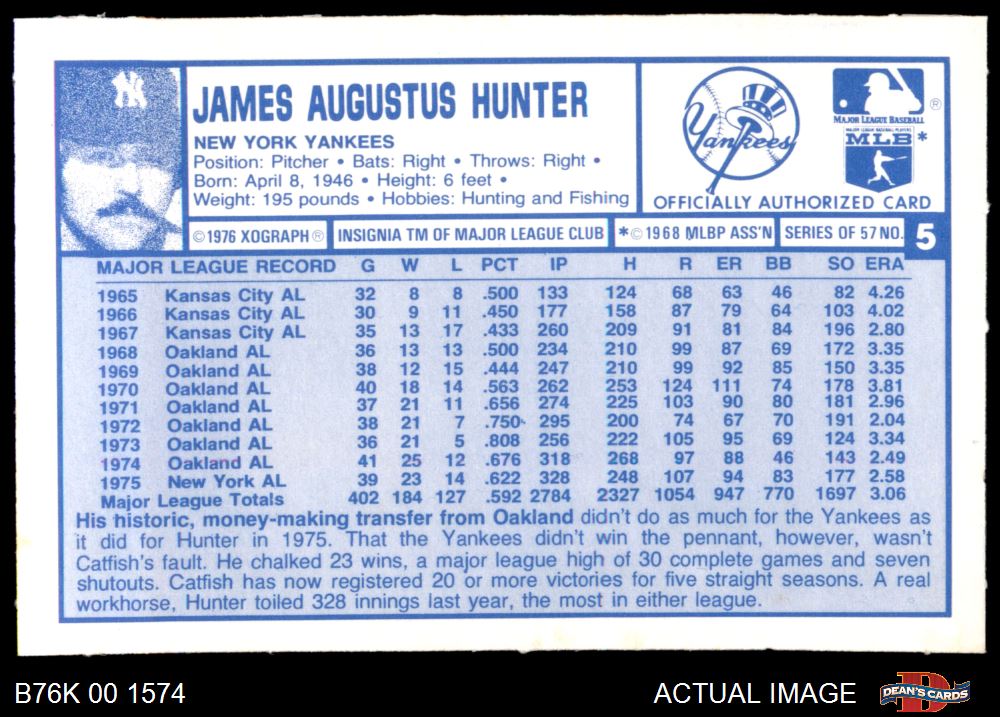 NY
JAMES AUGUSTUS HUNTER
NEW YORK YANKEES
Position: Pitcher • Bats: Right • Throws: Right •
Born: April 8, 1946 • Height: 6 feet •
Weight: 195 pounds • Hobbies: Hunting and Fishing
Yankees
®
MAJOR LEAGUE BASEBALL
MAJOR LEAGUE BASEBALL PLAYERS
MLB *
OFFICIALLY AUTHORIZED CARD
© 1976 XOGRAPH ® INSIGNIA TM OF MAJOR LEAGUE CLUB * © 1968 MLBP ASS'N SERIES OF 57 NO. 5
MAJOR LEAGUE RECORD G W L PCT IP H R ER BB SO ERA
1965 Kansas City AL 32 8 8 .500 133 124 68 63 46 82 4.26
1966 Kansas City AL 30 9 11 .450 177 158 87 79 64 103 4.02
1967 Kansas City AL 35 13 17 .433 260 209 91 81 84 196 2.80
1968 Oakland AL 36 13 13 .500 234 210 99 87 69 172 3.35
1969 Oakland AL 38 12 15 .444 247 210 99 92 85 150 3.35
1970 Oakland AL 40 18 14 .563 262 253 124 111 74 178 3.81
1971 Oakland AL 37 21 11 .656 274 225 103 90 80 181 2.96
1972 Oakland AL 38 21 7 .750 295 200 74 67 70 191 2.04
1973 Oakland AL 36 21 5 .808 256 222 105 95 69 124 3.34
1974 Oakland AL 41 25 12 .676 318 268 97 88 46 143 2.49
1975 New York AL 39 23 14 .622 328 248 107 94 83 177 2.58
Major League Totals 402 184 127 .592 2784 2327 1054 947 770 1697 3.06
His historic, money-making transfer from Oakland didn't do as much for the Yankees as
it did for Hunter in 1975. That the Yankees didn't win the pennant, however, wasn't
Catfish's fault. He chalked 23 wins, a major league high of 30 complete games and seven
shutouts. Catfish has now registered 20 or more victories for five straight seasons. A real
workhorse, Hunter toiled 328 innings last year, the most in either league.
B76K 00 1574
ACTUAL IMAGE
DEAN'S CARDS